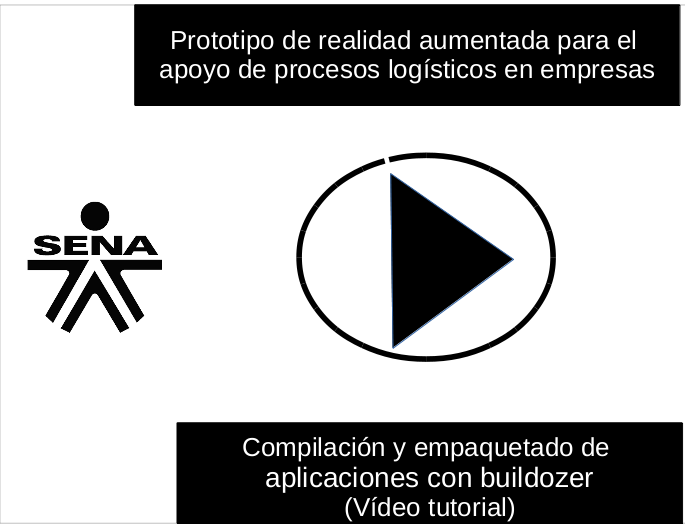 Prototipo de realidad aumentada para el
apoyo de procesos logísticos en empresas
SENA
Compilación y empaquetado de
aplicaciones con buildozer
(Vídeo tutorial)